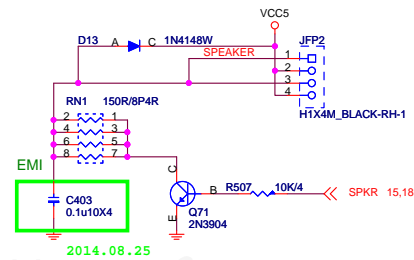 VCC5
D13 A C 1N4148W JFP2
SPEAKER
1
2
3
4
RN1 150R/8P4R
H1X4M_BLACK-RH-1
2 1
4 3
6 5
8 7
EMI
C
C403
0.1u10X4
B R507 10K/4 SPKR 15,18
E Q71
2N3904
2014.08.25